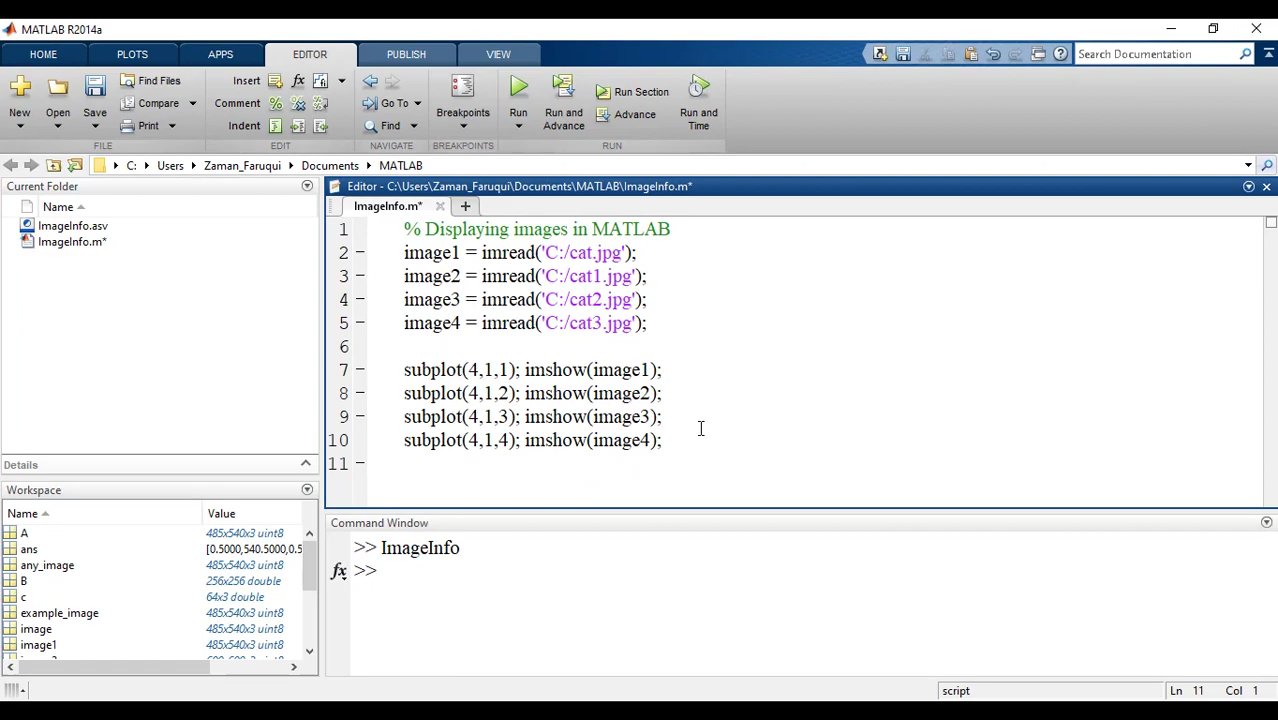 MATLAB R2014a
HOME PLOTS APPS EDITOR PUBLISH VIEW Search Documentation
New Open Save Find Files Compare Print
Insert Comment Indent
Go To Find
Breakpoints
Run Run and Advance Run Section Advance Run and Time
FILE EDIT NAVIGATE BREAKPOINTS RUN
C: Users Zaman_Faruqui Documents MATLAB
Current Folder
Name
ImageInfo.asv
ImageInfo.m*
Details
Workspace
Name Value
A 485x540x3 uint8
ans [0.5000,540.5000,0.5
any_image 485x540x3 uint8
B 256x256 double
c 64x3 double
example_image 485x540x3 uint8
image 485x540x3 uint8
image1 485x540x3 uint8
Editor - C:\Users\Zaman_Faruqui\Documents\MATLAB\ImageInfo.m*
ImageInfo.m*
1 % Displaying images in MATLAB
2 image1 = imread('C:/cat.jpg');
3 image2 = imread('C:/cat1.jpg');
4 image3 = imread('C:/cat2.jpg');
5 image4 = imread('C:/cat3.jpg');
6
7 subplot(4,1,1); imshow(image1);
8 subplot(4,1,2); imshow(image2);
9 subplot(4,1,3); imshow(image3);
10 subplot(4,1,4); imshow(image4);
11
Command Window
>> ImageInfo
fx >>
script Ln 11 Col 1